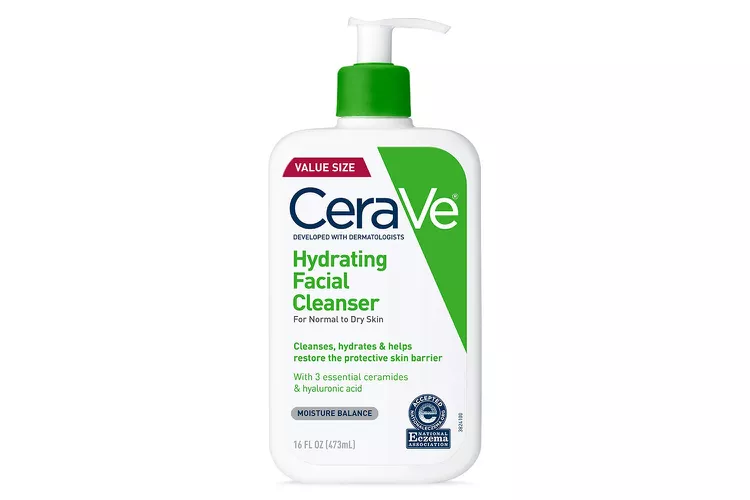 VALUE SIZE
CeraVe®
DEVELOPED WITH DERMATOLOGISTS
Hydrating
Facial
Cleanser
For Normal to Dry Skin
Cleanses, hydrates & helps
restore the protective skin barrier
With 3 essential ceramides
& hyaluronic acid
MOISTURE BALANCE
16 FL OZ (473mL)
ACCEPTED
e
NATIONALECZEMA.ORG
NATIONAL
Eczema
ASSOCIATION